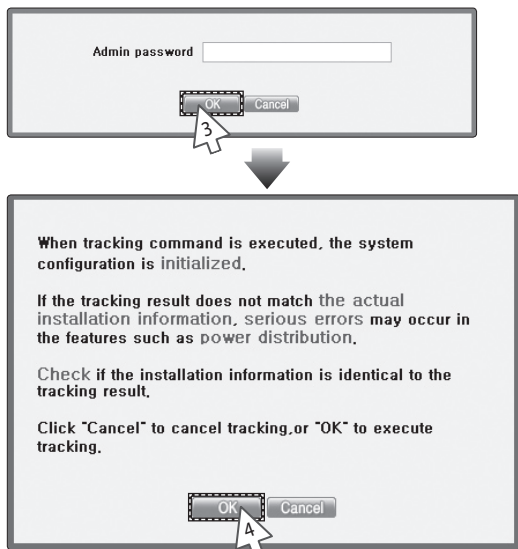 Admin password
OK Cancel
3
When tracking command is executed, the system
configuration is initialized.
If the tracking result does not match the actual
installation information, serious errors may occur in
the features such as power distribution.
Check if the installation information is identical to the
tracking result.
Click "Cancel" to cancel tracking,or "OK" to execute
tracking.
OK Cancel
4